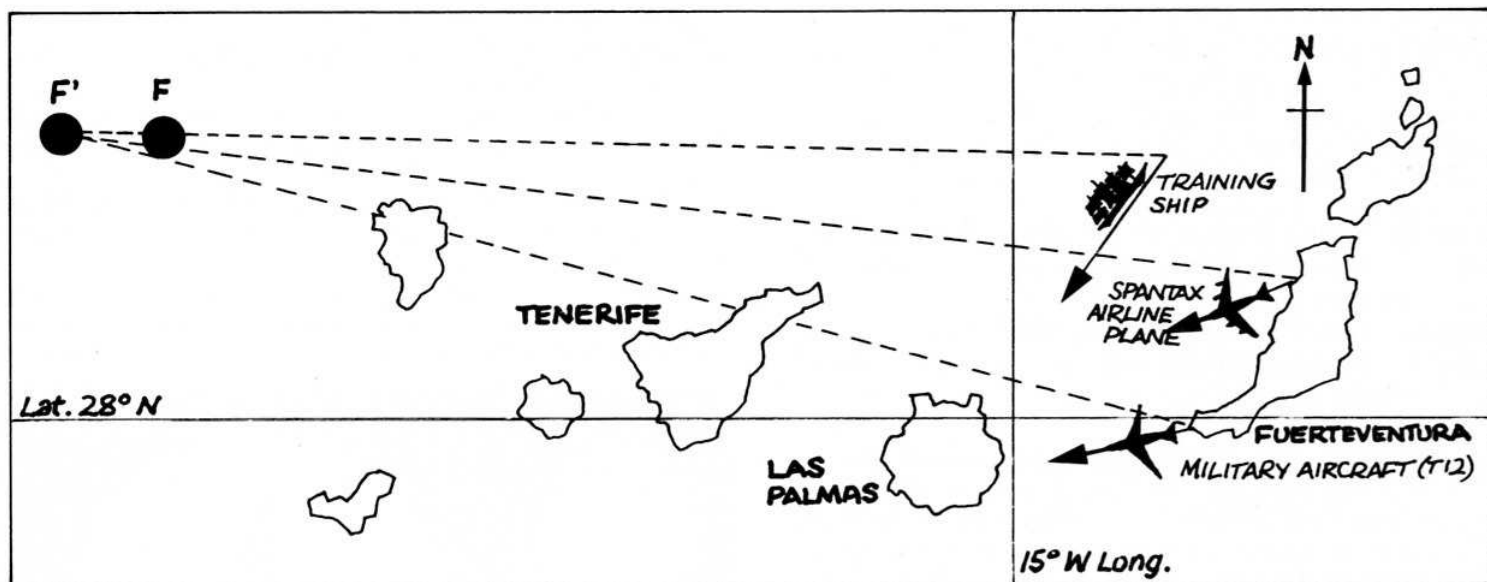 F'
F
N
TRAINING
SHIP
SPANTAX
AIRLINE
PLANE
TENERIFE
Lat. 28° N
FUERTEVENTURA
LAS
PALMAS
MILITARY AIRCRAFT (T12)
15° W Long.